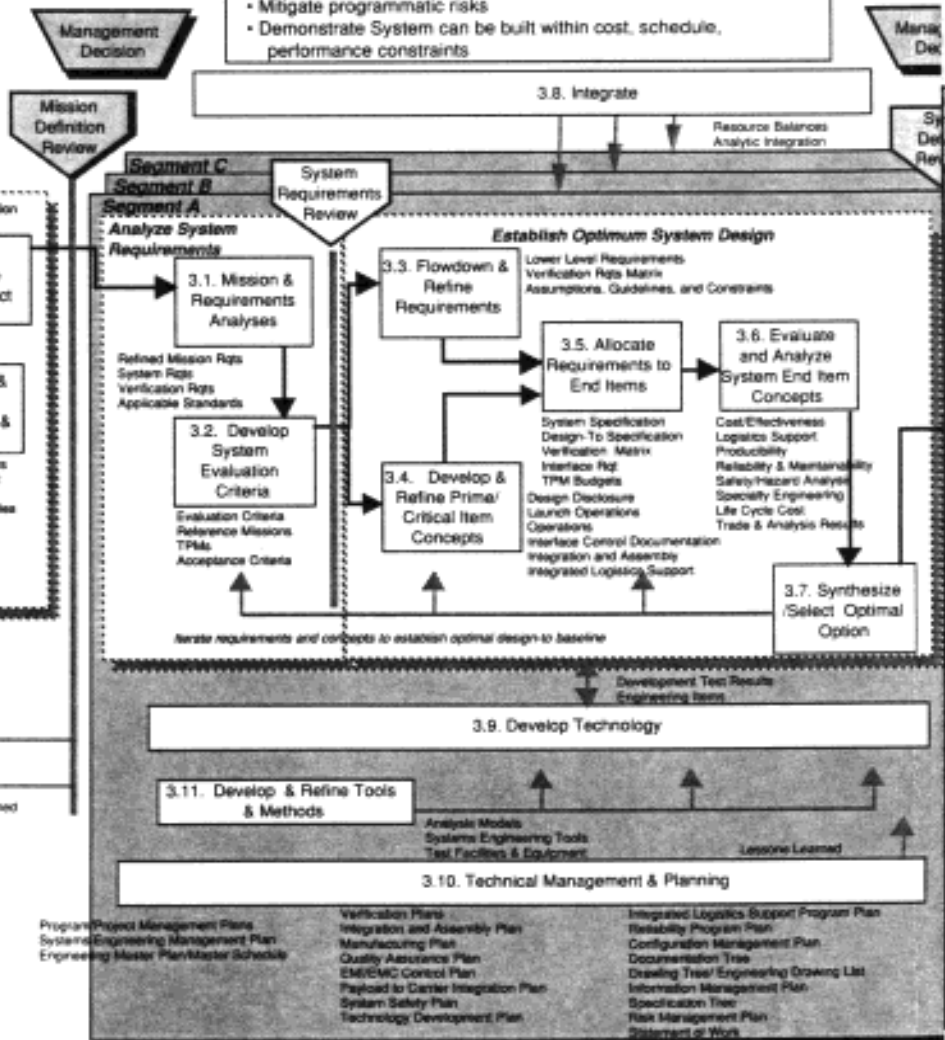 • Mitigate programmatic risks
• Demonstrate System can be built within cost, schedule,
performance constraints
Management
Decision
3.8. Integrate
Mission
Definition
Review
Resource Balances
Analytic Integration
Segment C
Segment B
Segment A
System
Requirements
Review
Analyze System
Requirements
Establish Optimum System Design
3.1. Mission &
Requirements
Analyses
Refined Mission Rqts
System Rqts
Verification Rqts
Applicable Standards
3.2. Develop
System
Evaluation
Criteria
Evaluation Criteria
Reference Missions
TPMs
Acceptance Criteria
3.3. Flowdown &
Refine
Requirements
Lower Level Requirements
Verification Rqts Matrix
Assumptions, Guidelines, and Constraints
3.4. Develop &
Refine Prime/
Critical Item
Concepts
3.5. Allocate
Requirements to
End Items
System Specification
Design-To Specification
Verification Matrix
Interface Rqt
TPM Budgets
Design Disclosure
Launch Operations
Operations
Interface Control Documentation
Integration and Assembly
Integrated Logistics Support
3.6. Evaluate
and Analyze
System End Item
Concepts
Cost/Effectiveness
Logistics Support
Producibility
Reliability & Maintainability
Safety/Hazard Analyse
Specialty Engineering
Life Cycle Cost
Trade & Analysis Results
3.7. Synthesize
/Select Optimal
Option
Iterate requirements and concepts to establish optimal design-to baseline
Development Test Results
Engineering Items
3.9. Develop Technology
3.11. Develop & Refine Tools
& Methods
Analysis Models
Systems Engineering Tools
Test Facilities & Equipment
Lessons Learned
3.10. Technical Management & Planning
Program/Project Management Plans
Systems Engineering Management Plan
Engineering Master Plan/Master Schedule
Verification Plans
Integration and Assembly Plan
Manufacturing Plan
Quality Assurance Plan
EMI/EMC Control Plan
Payload to Carrier Integration Plan
System Safety Plan
Technology Development Plan
Integrated Logistics Support Program Plan
Reliability Program Plan
Configuration Management Plan
Documentation Tree
Drawing Tree/ Engineering Drawing List
Information Management Plan
Specification Tree
Risk Management Plan
Statement of Work